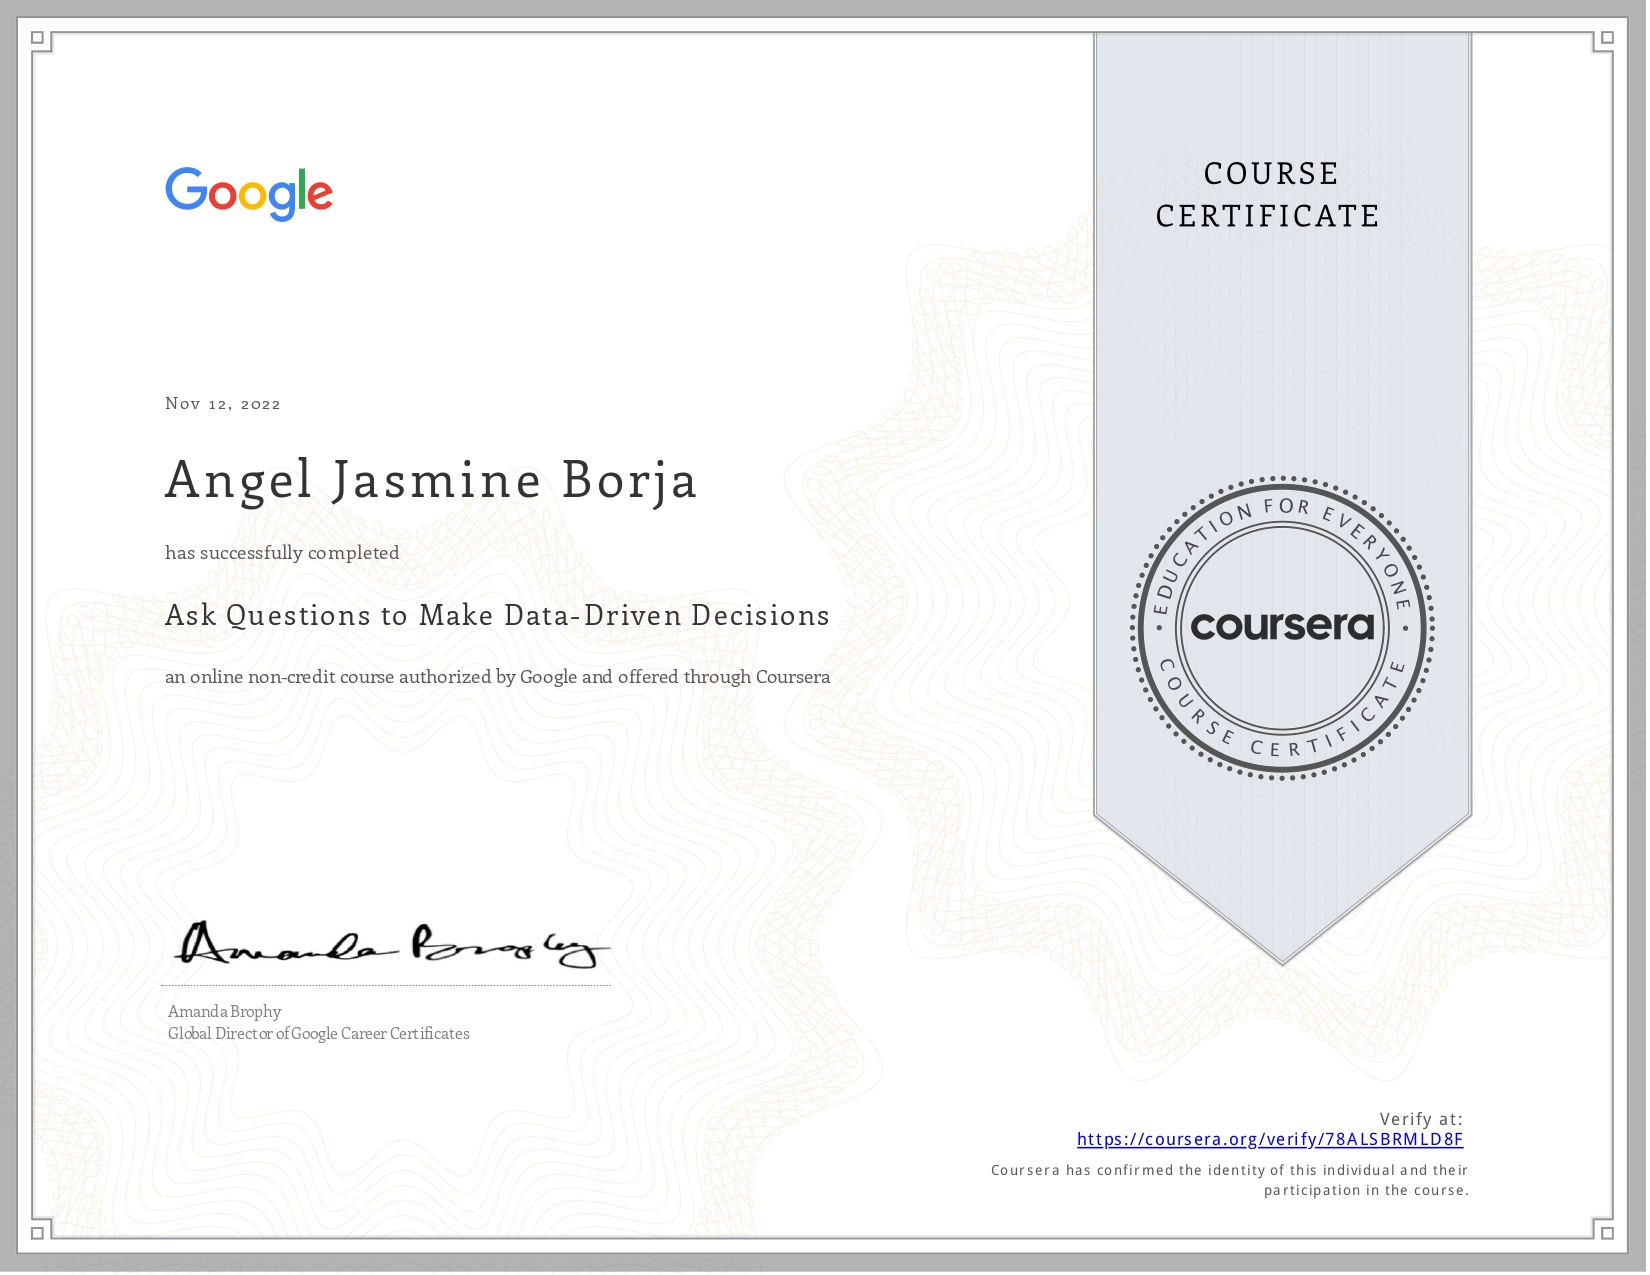 Google
COURSE
CERTIFICATE
Nov 12, 2022
Angel Jasmine Borja
has successfully completed
Ask Questions to Make Data-Driven Decisions
an online non-credit course authorized by Google and offered through Coursera
EDUCATION FOR EVERYONE
coursera
COURSE CERTIFICATE
Amanda Brophy
Amanda Brophy
Global Director of Google Career Certificates
Verify at:
https://coursera.org/verify/78ALSBRMLD8F
Coursera has confirmed the identity of this individual and their
participation in the course.